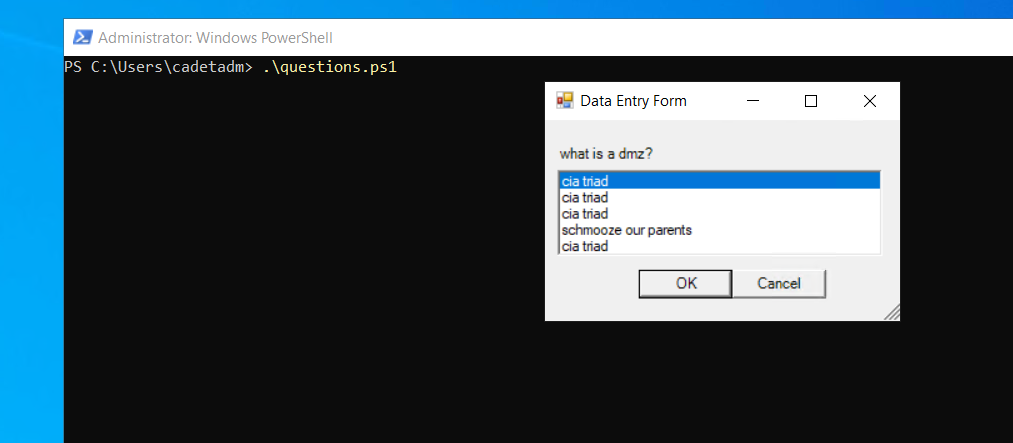 Administrator: Windows PowerShell
PS C:\Users\cadetadm> .\questions.ps1
Data Entry Form
what is a dmz?
cia triad
cia triad
cia triad
schmooze our parents
cia triad
OK Cancel